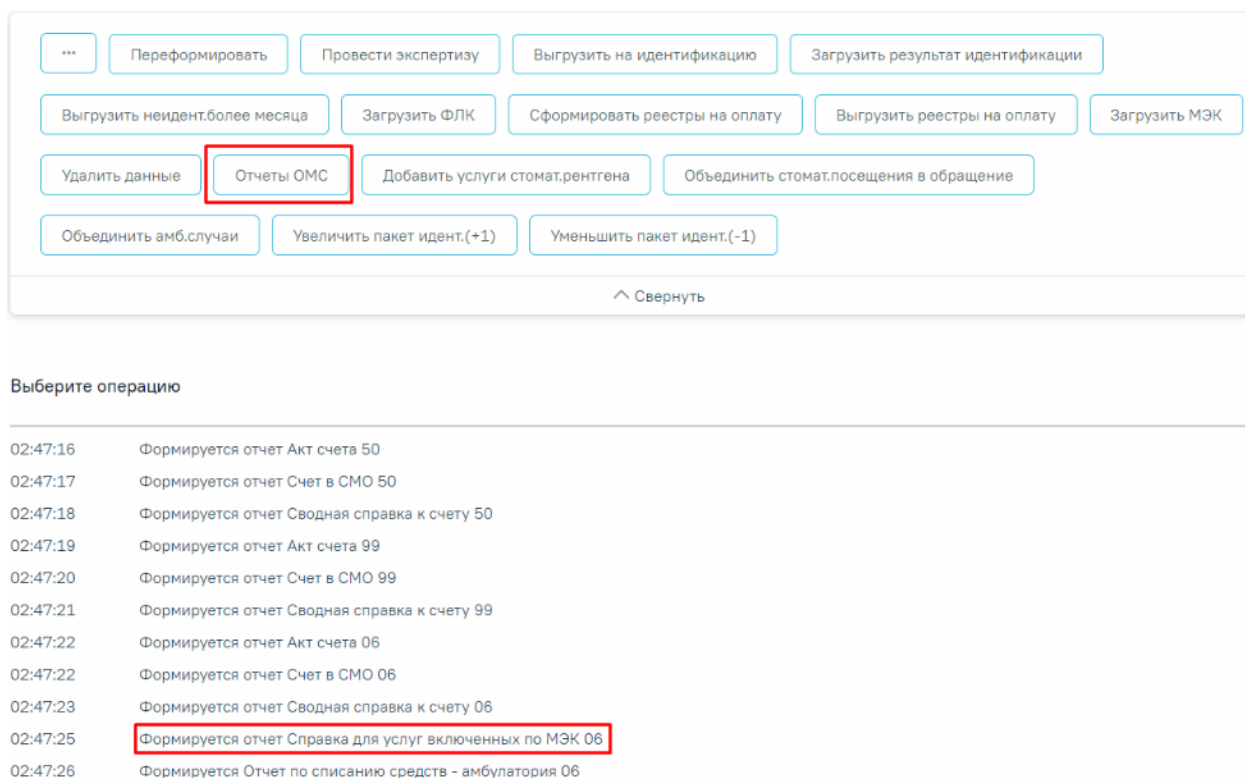 ... Переформировать Провести экспертизу Выгрузить на идентификацию Загрузить результат идентификации
Выгрузить неидент.более месяца Загрузить ФЛК Сформировать реестры на оплату Выгрузить реестры на оплату Загрузить МЭК
Удалить данные Отчеты ОМС Добавить услуги стомат.рентгена Объединить стомат.посещения в обращение
Объединить амб.случаи Увеличить пакет идент.(+1) Уменьшить пакет идент.(-1)
Свернуть
Выберите операцию
02:47:16 Формируется отчет Акт счета 50
02:47:17 Формируется отчет Счет в СМО 50
02:47:18 Формируется отчет Сводная справка к счету 50
02:47:19 Формируется отчет Акт счета 99
02:47:20 Формируется отчет Счет в СМО 99
02:47:21 Формируется отчет Сводная справка к счету 99
02:47:22 Формируется отчет Акт счета 06
02:47:22 Формируется отчет Счет в СМО 06
02:47:23 Формируется отчет Сводная справка к счету 06
02:47:25 Формируется отчет Справка для услуг включенных по МЭК 06
02:47:26 Формируется Отчет по списанию средств - амбулатория 06